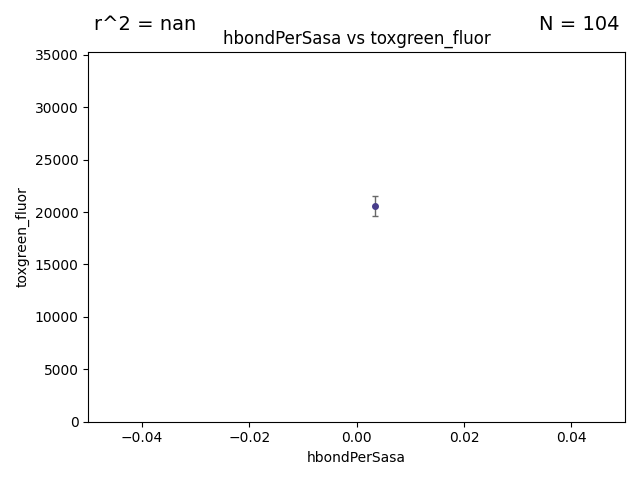 r^2 = nan
N = 104
hbondPerSasa vs toxgreen_fluor
35000
30000
25000
20000
15000
10000
5000
0
toxgreen_fluor
−0.04
−0.02
0.00
0.02
0.04
hbondPerSasa